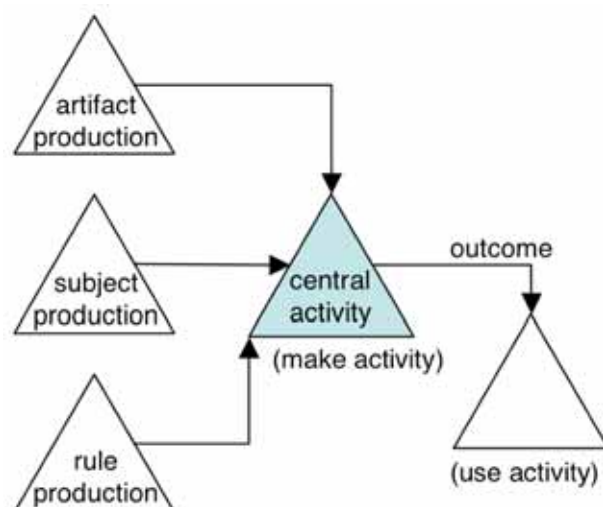 artifact
production
subject
production
rule
production
central
activity
(make activity)
outcome
(use activity)